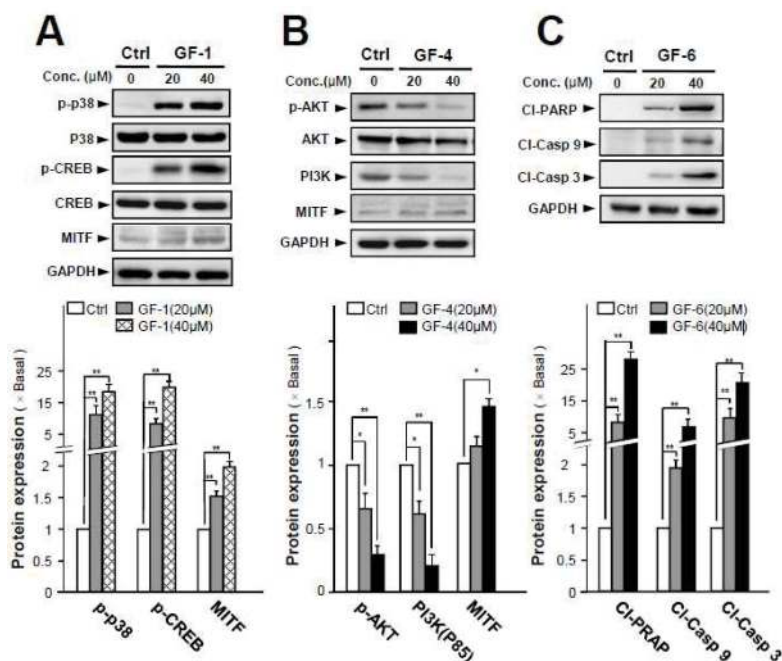 A
Ctrl GF-1
Conc. (µM) 0 20 40
p-p38
P38
p-CREB
CREB
MITF
GAPDH
B
Ctrl GF-4
Conc.(µM) 0 20 40
p-AKT
AKT
PI3K
MITF
GAPDH
C
Ctrl GF-6
Conc. (µM) 0 20 40
Cl-PARP
Cl-Casp 9
Cl-Casp 3
GAPDH
Ctrl GF-1(20µM)
GF-1(40µM)
Protein expression ( × Basal )
25
15
5
2
1.5
1
0.5
0
** ** ** ** ** **
p-p38 p-CREB MITF
Ctrl GF-4(20µM)
GF-4(40µM)
Protein expression ( × Basal )
1.5
1
0.5
0
** * ** * *
p-AKT PI3K(P85) MITF
Ctrl GF-6(20µM)
GF-6(40µM)
Protein expression ( × Basal )
25
15
5
2
1.5
1
0.5
0
** ** ** ** ** **
Cl-PRAP Cl-Casp 9 Cl-Casp 3